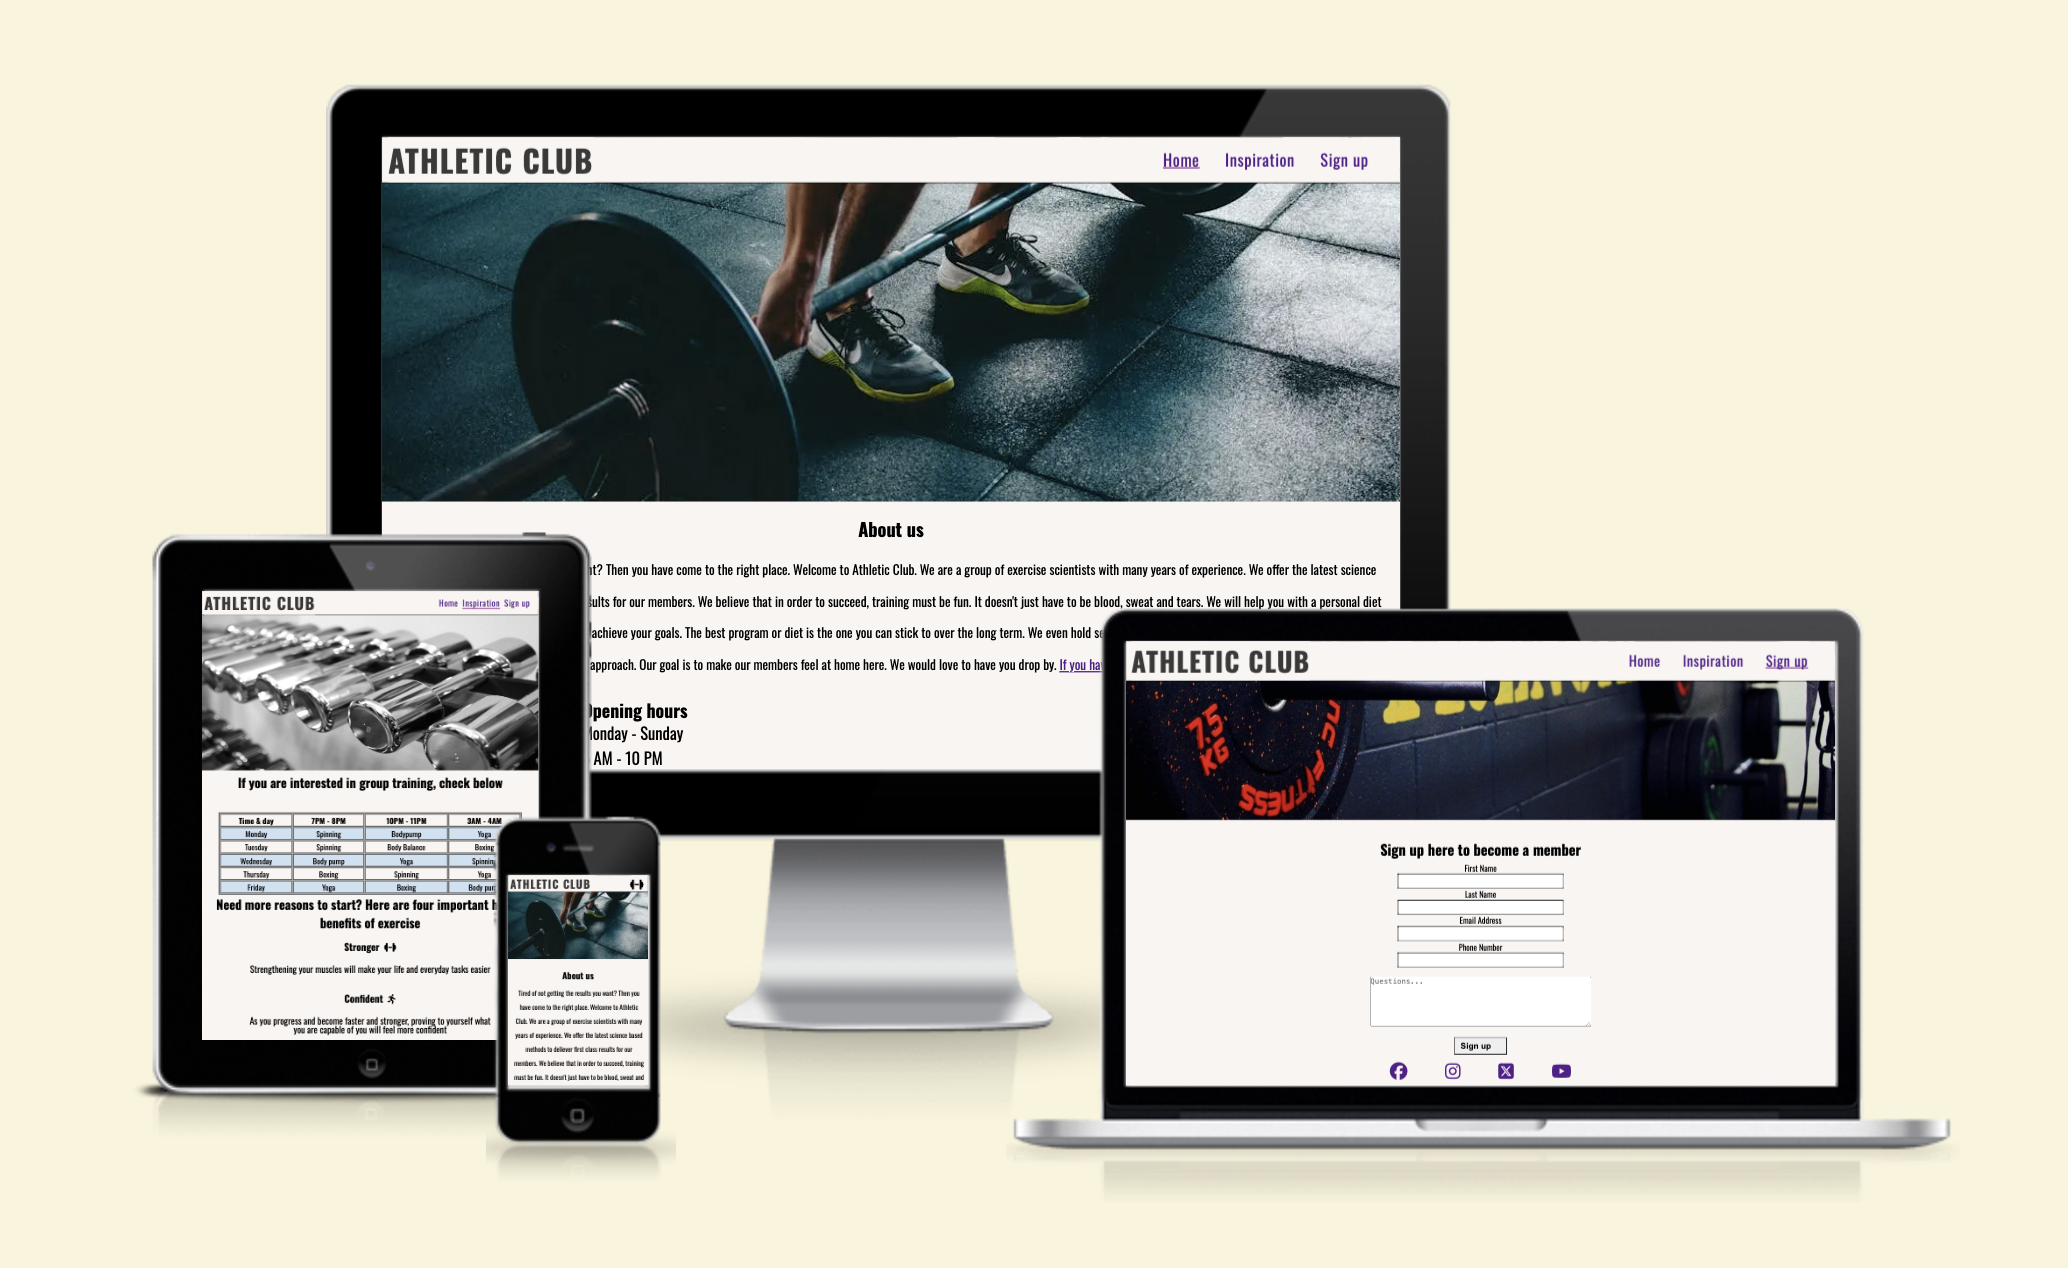 ATHLETIC CLUB
Home Inspiration Sign up
About us
Then you have come to the right place. Welcome to Athletic Club. We are a group of exercise scientists with many years of experience. We offer the latest science
for our members. We believe that in order to succeed, training must be fun. It doesn't just have to be blood, sweat and tears. We will help you with a personal diet
achieve your goals. The best program or diet is the one you can stick to over the long term. We even hold
approach. Our goal is to make our members feel at home here. We would love to have you drop by. If you
Opening hours
Monday - Sunday
AM - 10 PM
ATHLETIC CLUB
Home Inspiration Sign up
If you are interested in group training, check below
Time & day 7PM - 8PM 10PM - 11PM 3AM - 4AM
Monday Spinning Bodypump Yoga
Tuesday Spinning Body Balance Boxing
Wednesday Body pump Yoga Spinning
Thursday Boxing Spinning Yoga
Friday Yoga Boxing Body
Need more reasons to start? Here are four important
benefits of exercise
Stronger
Strengthening your muscles will make your life and everyday tasks easier
Confident
As you progress and become faster and stronger, proving to yourself what
you are capable of you will feel more confident
ATHLETIC CLUB
About us
Tired of not getting the results you want? Then you
have come to the right place. Welcome to Athletic
Club. We are a group of exercise scientists with many
years of experience. We offer the latest science based
methods to deliever first class results for our
members. We believe that in order to succeed, training
must be fun. It doesn't just have to be blood, sweat and
ATHLETIC CLUB
Home Inspiration Sign up
7.5
KG
FITNESS
Sign up here to become a member
First Name
Last Name
Email Address
Phone Number
Questions...
Sign up